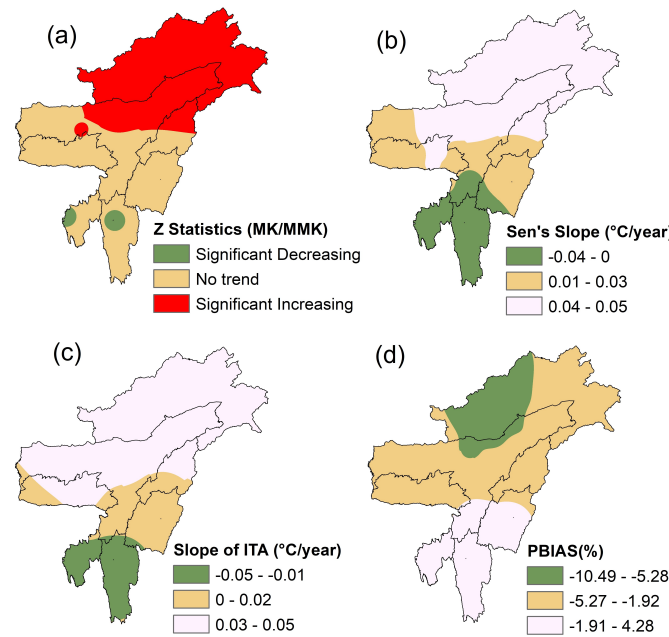 (a)
(b)
Z Statistics (MK/MMK)
Significant Decreasing
No trend
Significant Increasing
Sen's Slope (°C/year)
-0.04 - 0
0.01 - 0.03
0.04 - 0.05
(c)
(d)
Slope of ITA (°C/year)
-0.05 - -0.01
0 - 0.02
0.03 - 0.05
PBIAS(%)
-10.49 - -5.28
-5.27 - -1.92
-1.91 - 4.28